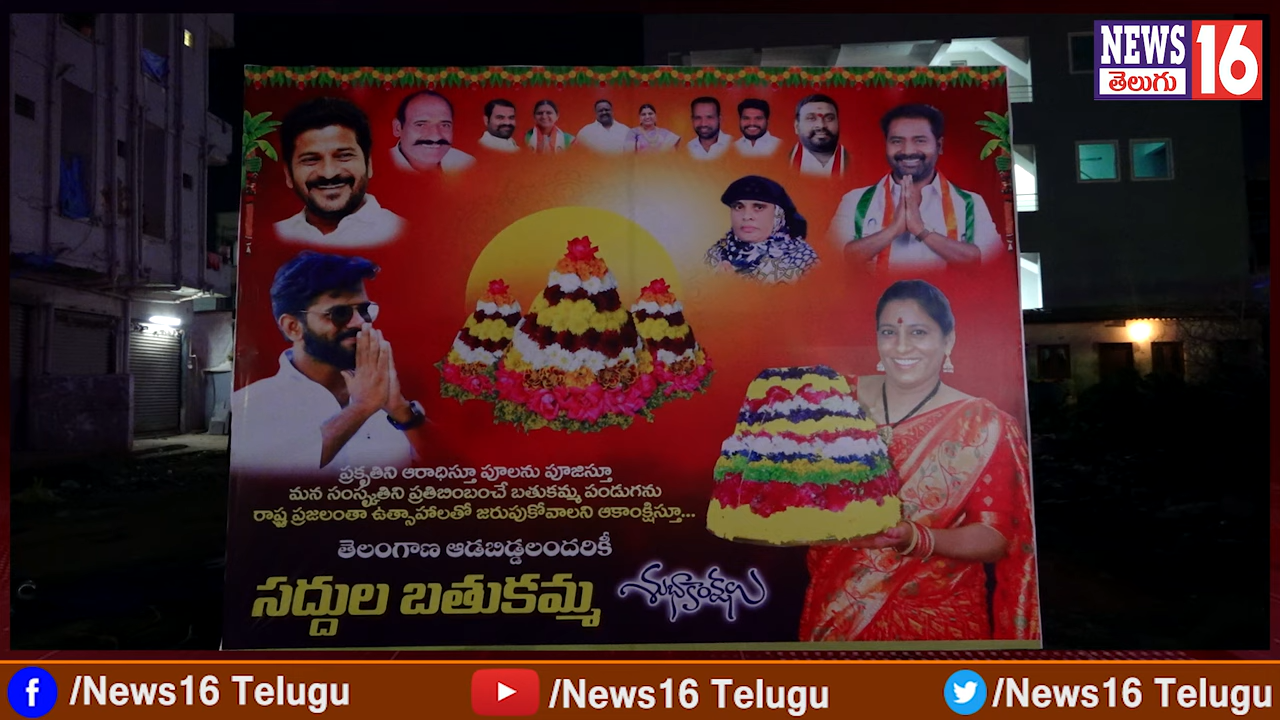 NEWS 16
తెలుగు
ప్రకృతిని ఆరాధిస్తూ పూలను పూజిస్తూ
మన సంస్కృతిని ప్రతిబింబించే బతుకమ్మ పండుగను
రాష్ట్ర ప్రజలంతా ఉత్సాహాలతో జరుపుకోవాలని ఆకాంక్షిస్తూ...
తెలంగాణ ఆడబిడ్డలందరికీ
సద్దుల బతుకమ్మ శుభాకాంక్షలు
/News16 Telugu /News16 Telugu /News16 Telugu